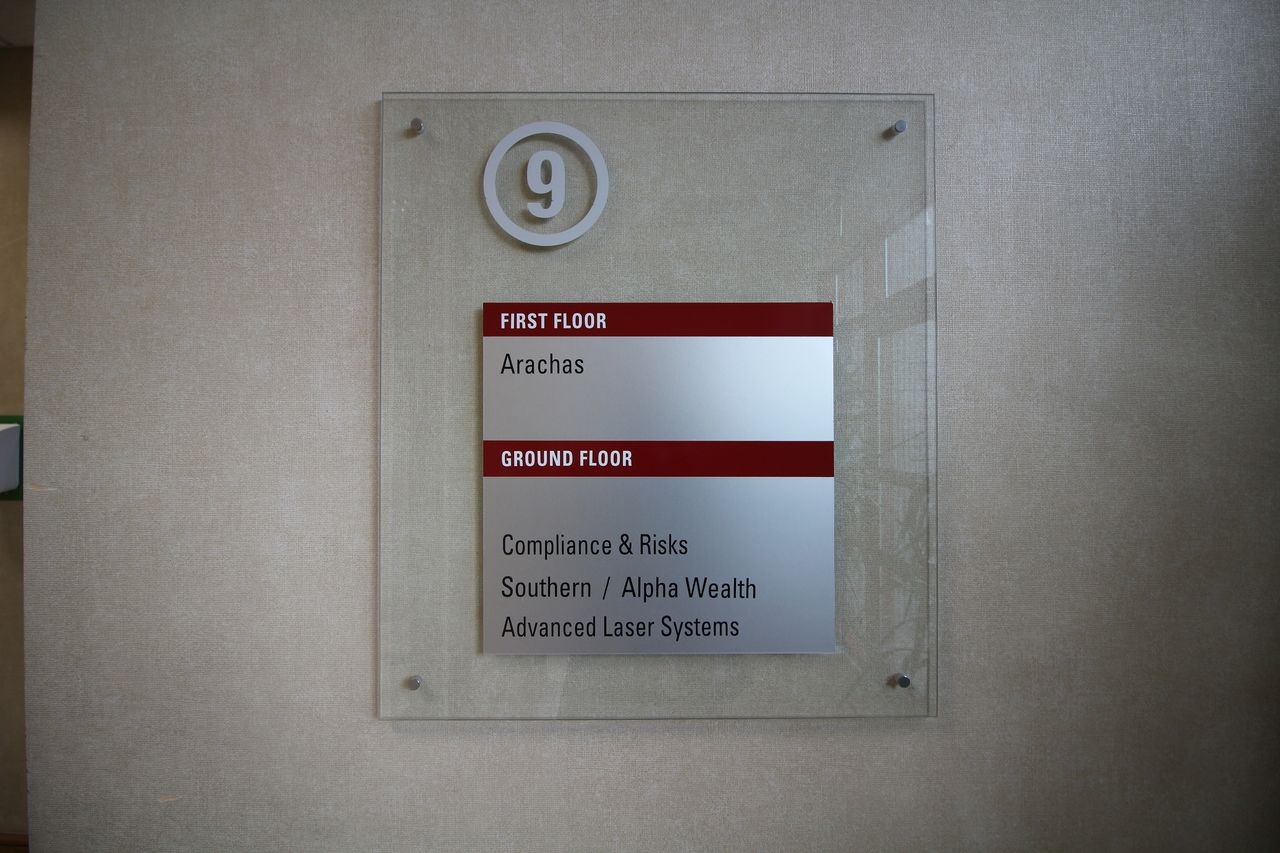 9
FIRST FLOOR
Arachas
GROUND FLOOR
Compliance & Risks
Southern / Alpha Wealth
Advanced Laser Systems